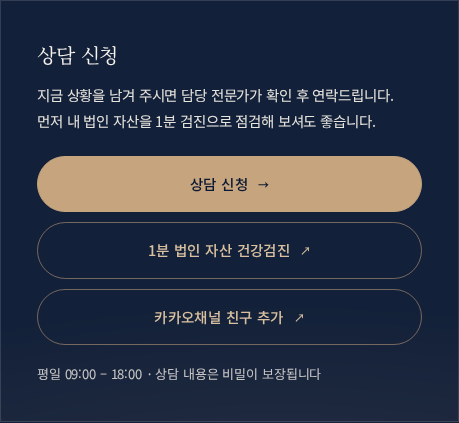 상담 신청
지금 상황을 남겨 주시면 담당 전문가가 확인 후 연락드립니다.
먼저 내 법인 자산을 1분 검진으로 점검해 보셔도 좋습니다.
상담 신청 →
1분 법인 자산 건강검진 ↗
카카오채널 친구 추가 ↗
평일 09:00 – 18:00 · 상담 내용은 비밀이 보장됩니다